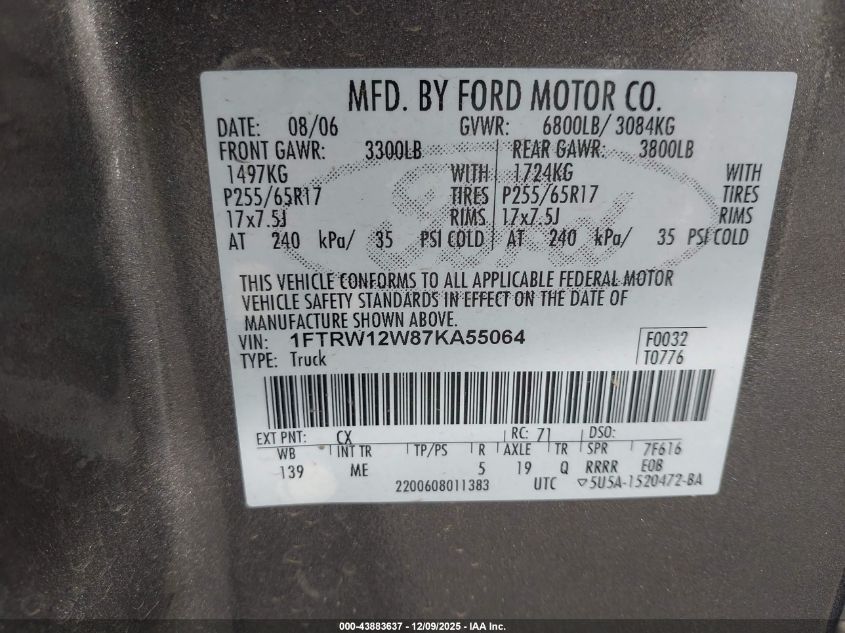 MFD. BY FORD MOTOR CO.
DATE: 08/06 GVWR: 6800LB/ 3084KG
FRONT GAWR: 3300LB REAR GAWR: 3800LB
1497KG WITH 1724KG WITH
P255/65R17 TIRES P255/65R17 TIRES
17x7.5J RIMS 17x7.5J RIMS
AT 240 kPa/ 35 PSI COLD AT 240 kPa/ 35 PSI COLD
Ford
THIS VEHICLE CONFORMS TO ALL APPLICABLE FEDERAL MOTOR
VEHICLE SAFETY STANDARDS IN EFFECT ON THE DATE OF
MANUFACTURE SHOWN ABOVE.
VIN: 1FTRW12W87KA55064 F0032
TYPE: Truck T0776
EXT PNT: CX RC: 71 DSO:
WB INT TR TP/PS R AXLE TR SPR 7F616
139 ME 5 19 Q RRRR EOB
2200608011383 UTC ▽5U5A-1520472-BA
000-43883637 - 12/09/2025 - IAA Inc.